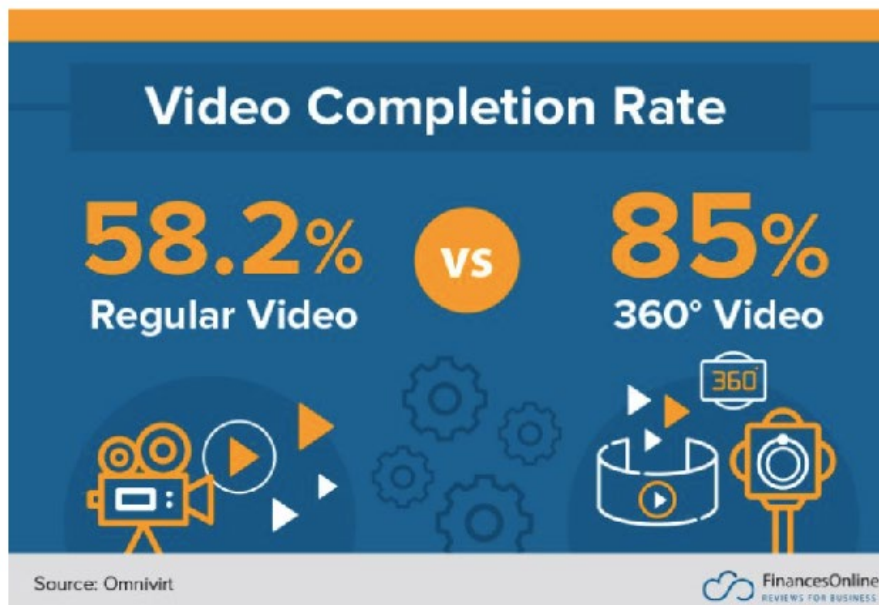 Video Completion Rate
58.2%
Regular Video
vs
85%
360° Video
360°
Source: Omnivirt
FinancesOnline
REVIEWS FOR BUSINESS